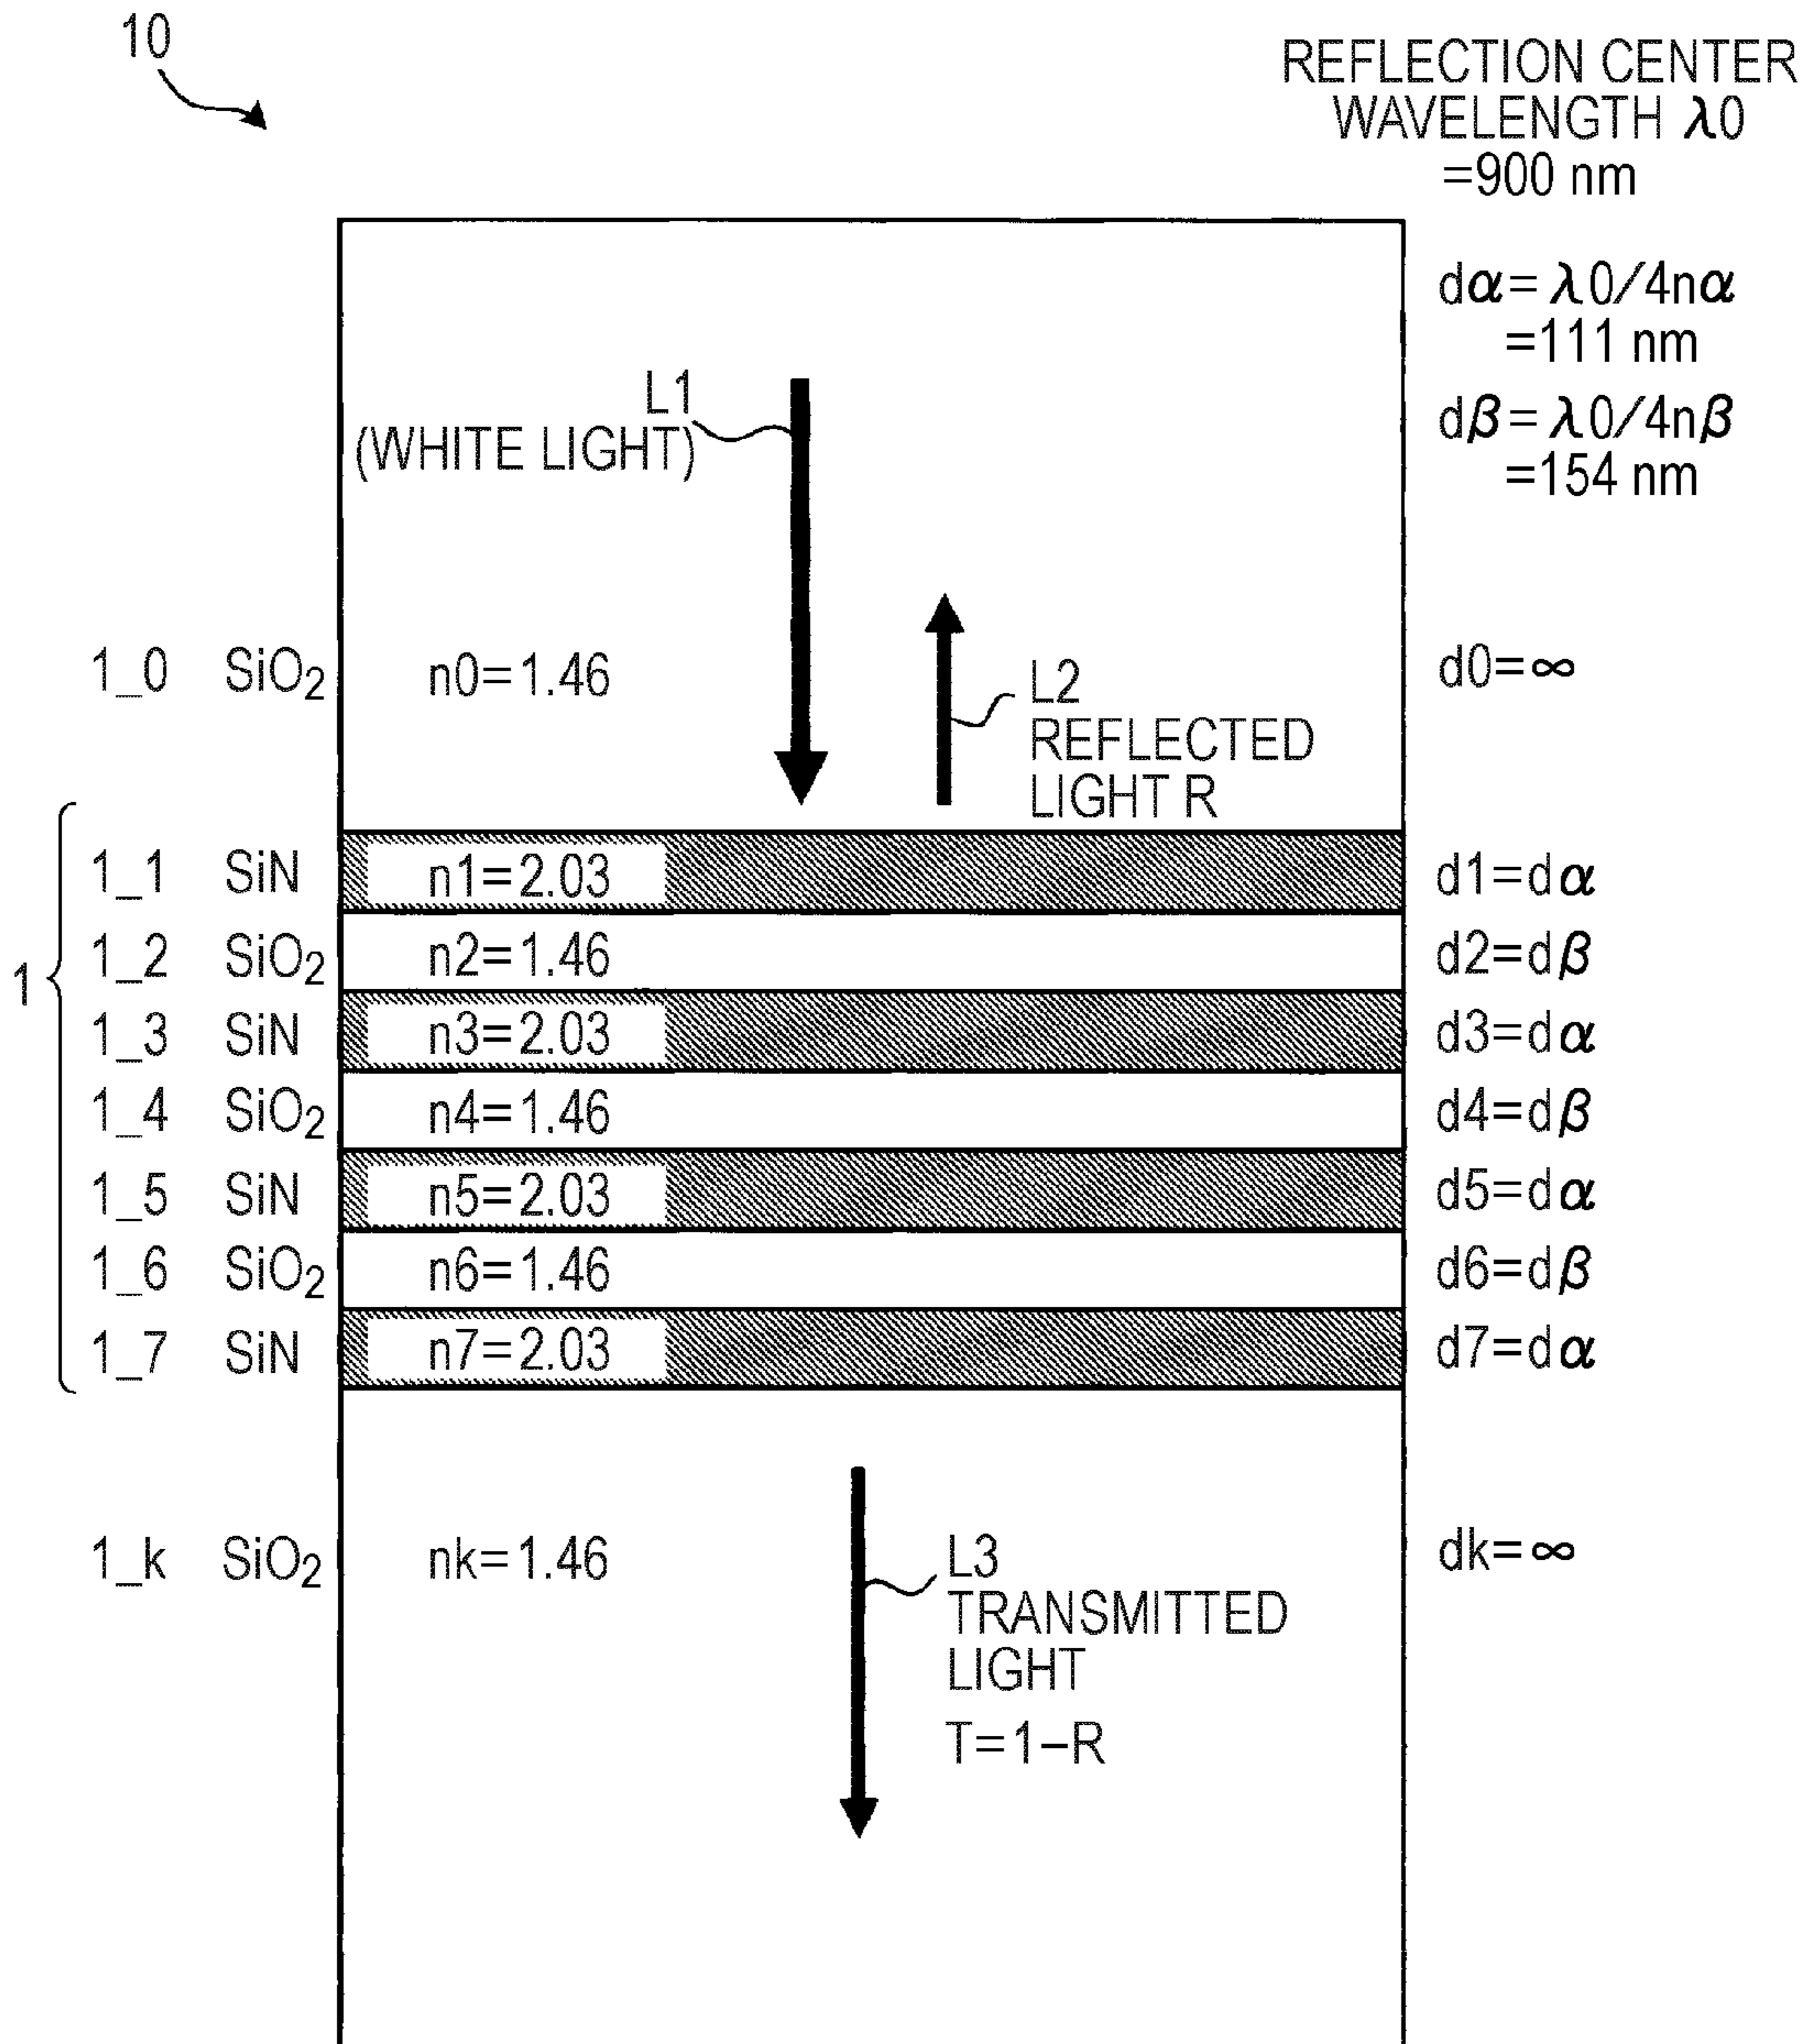 10
REFLECTION CENTER
WAVELENGTH λ0
=900 nm
dα=λ0/4nα
=111 nm
dβ=λ0/4nβ
=154 nm
L1
(WHITE LIGHT)
1_0 SiO2 n0=1.46 d0=∞
L2
REFLECTED
LIGHT R
1
1_1 SiN n1=2.03 d1=dα
1_2 SiO2 n2=1.46 d2=dβ
1_3 SiN n3=2.03 d3=dα
1_4 SiO2 n4=1.46 d4=dβ
1_5 SiN n5=2.03 d5=dα
1_6 SiO2 n6=1.46 d6=dβ
1_7 SiN n7=2.03 d7=dα
1_k SiO2 nk=1.46 dk=∞
L3
TRANSMITTED
LIGHT
T=1−R